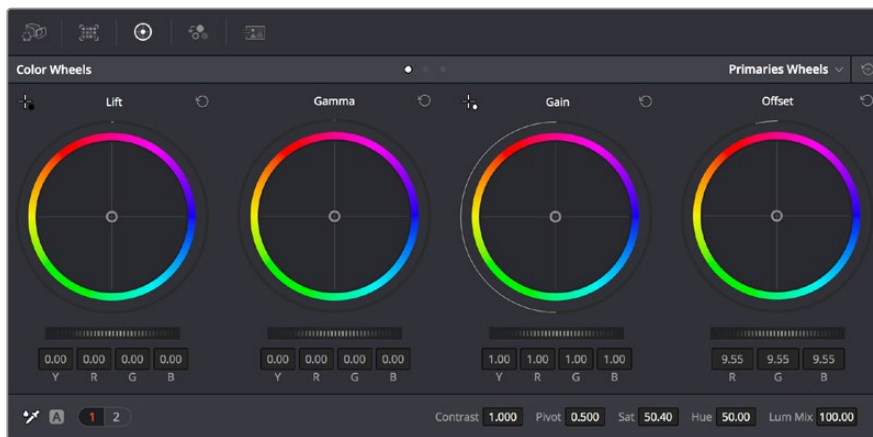 Color Wheels Primaries Wheels
Lift Gamma Gain Offset
0.00 0.00 0.00 0.00 0.00 0.00 0.00 0.00 1.00 1.00 1.00 1.00 9.55 9.55 9.55
Y R G B Y R G B Y R G B R G B
A 1 2 Contrast 1.000 Pivot 0.500 Sat 50.40 Hue 50.00 Lum Mix 100.00